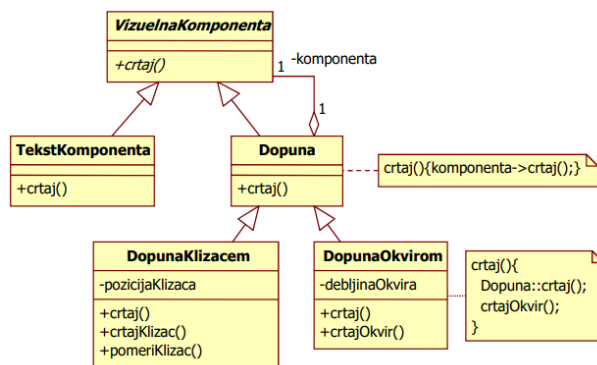 VizuelnaKomponenta
+crtaj()
1
-komponenta
1
TekstKomponenta
+crtaj()
Dopuna
+crtaj()
crtaj(){komponenta->crtaj();}
DopunaKlizacem
-pozicijaKlizaca
+crtaj()
+crtajKlizac()
+pomeriKlizac()
DopunaOkvirom
-debljinaOkvira
+crtaj()
+crtajOkvir()
crtaj(){
Dopuna::crtaj();
crtajOkvir();
}